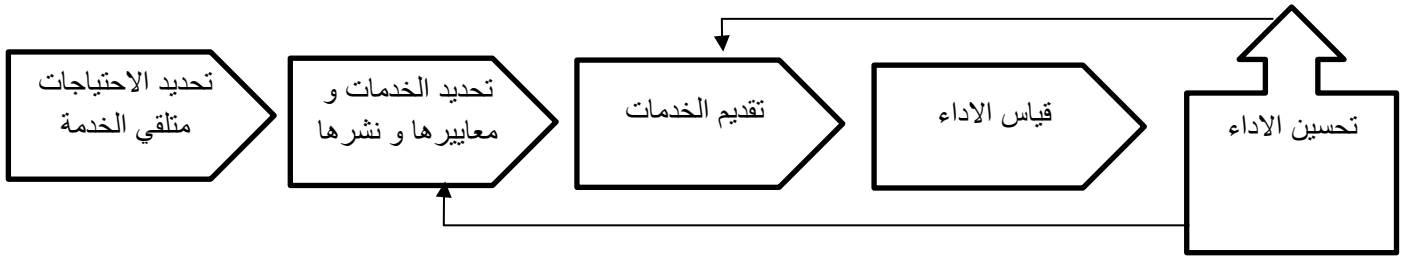 تحديد الاحتياجات
متلقي الخدمة
تحديد الخدمات و
معاييرها و نشرها
تقديم الخدمات
قياس الاداء
تحسين الاداء